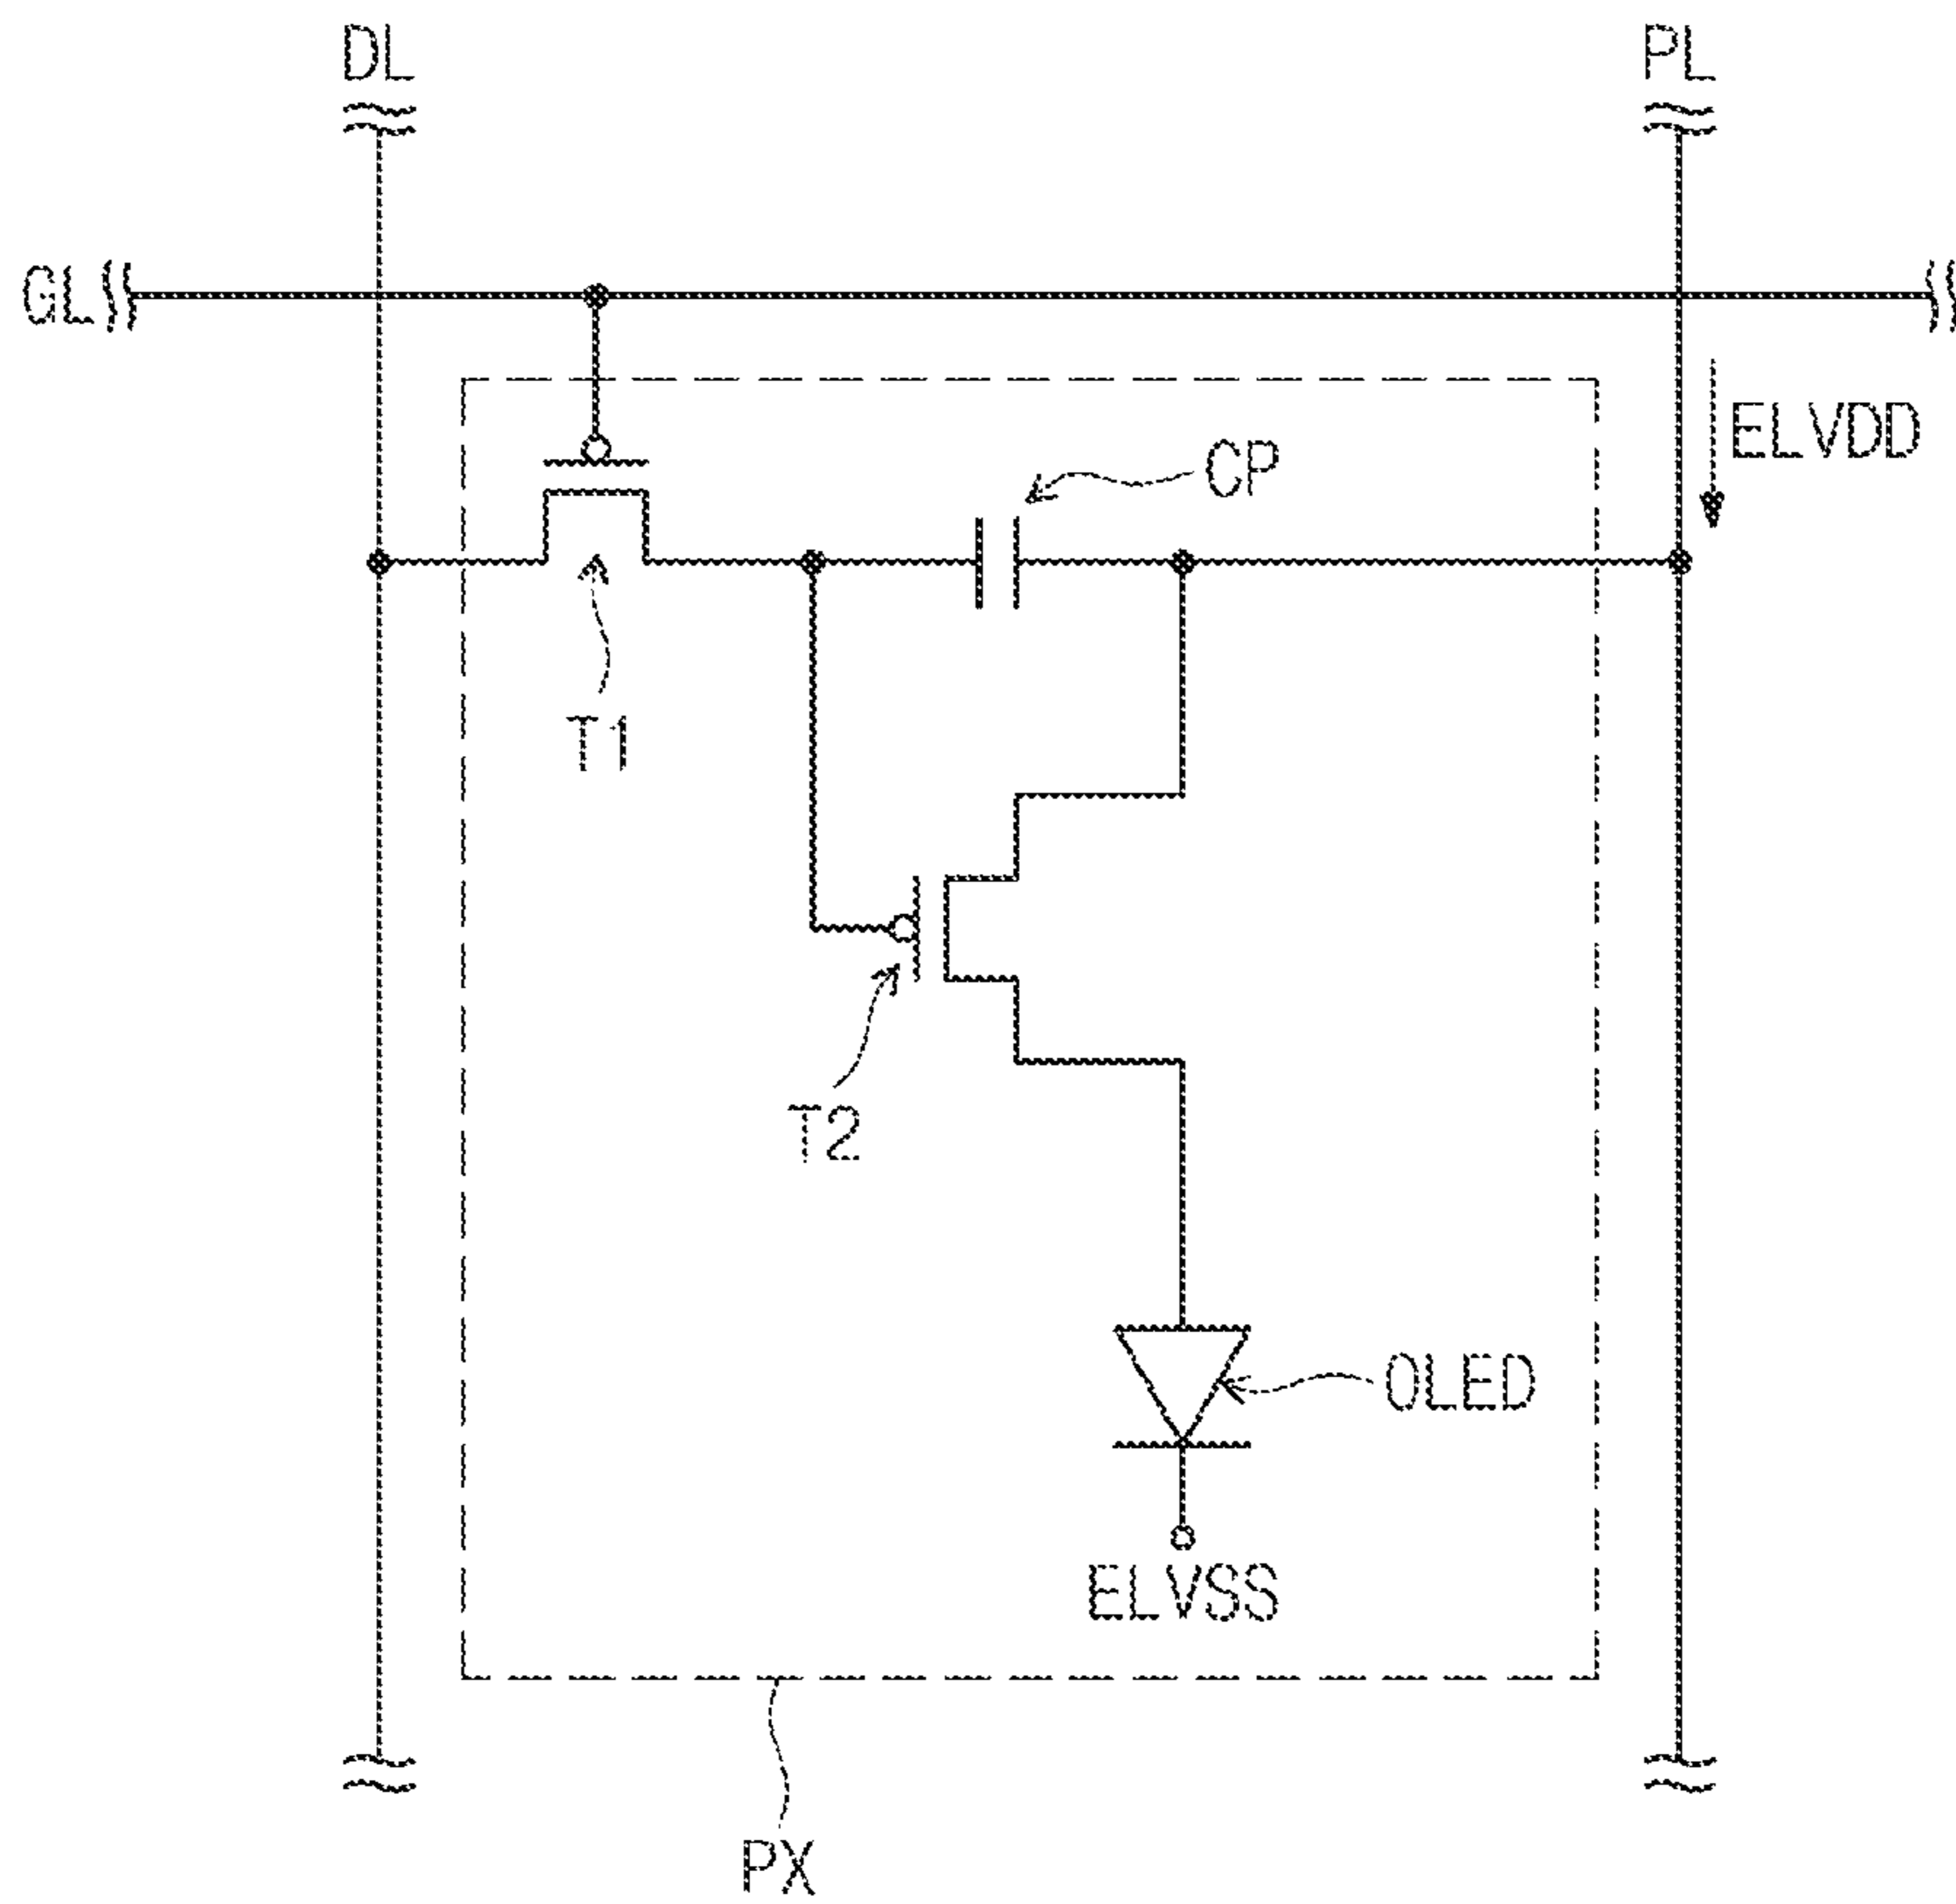 DL
PL
GL
ELVDD
CP
T1
T2
OLED
ELVSS
PX